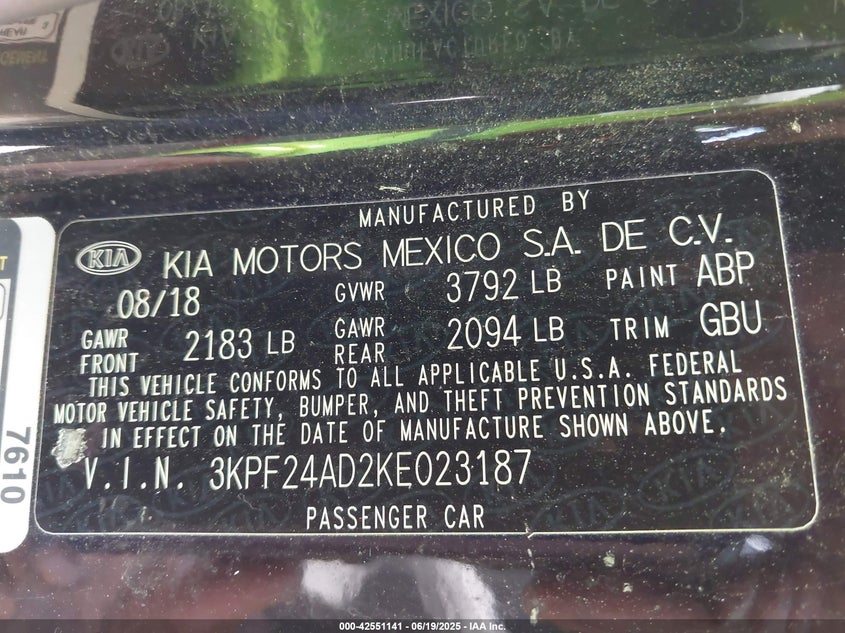 MANUFACTURED BY
KIA KIA MOTORS MEXICO S.A. DE C.V.
08/18 GVWR 3792 LB PAINT ABP
GAWR FRONT 2183 LB GAWR REAR 2094 LB TRIM GBU
THIS VEHICLE CONFORMS TO ALL APPLICABLE U.S.A. FEDERAL
MOTOR VEHICLE SAFETY, BUMPER, AND THEFT PREVENTION STANDARDS
IN EFFECT ON THE DATE OF MANUFACTURE SHOWN ABOVE.
V.I.N. 3KPF24AD2KE023187
PASSENGER CAR
7610
000-42551141 | 06/19/2025 - IAA Inc.